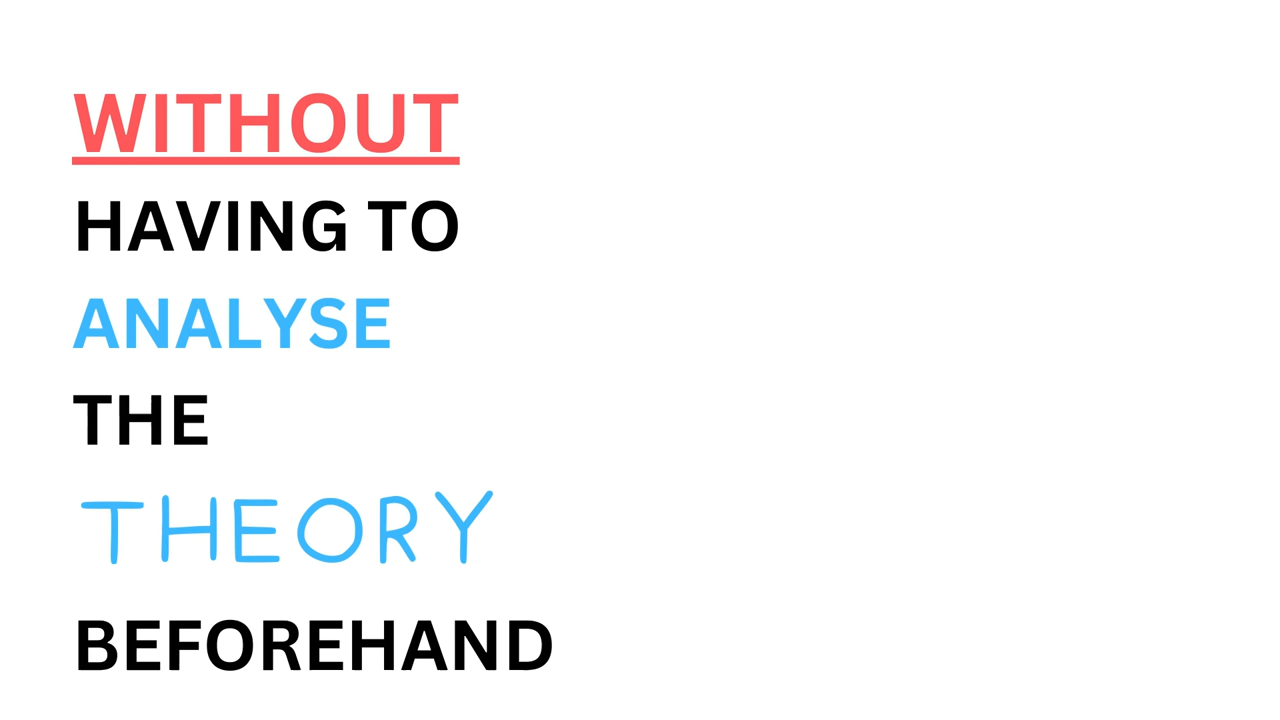 WITHOUT
HAVING TO
ANALYSE
THE
THEORY
BEFOREHAND